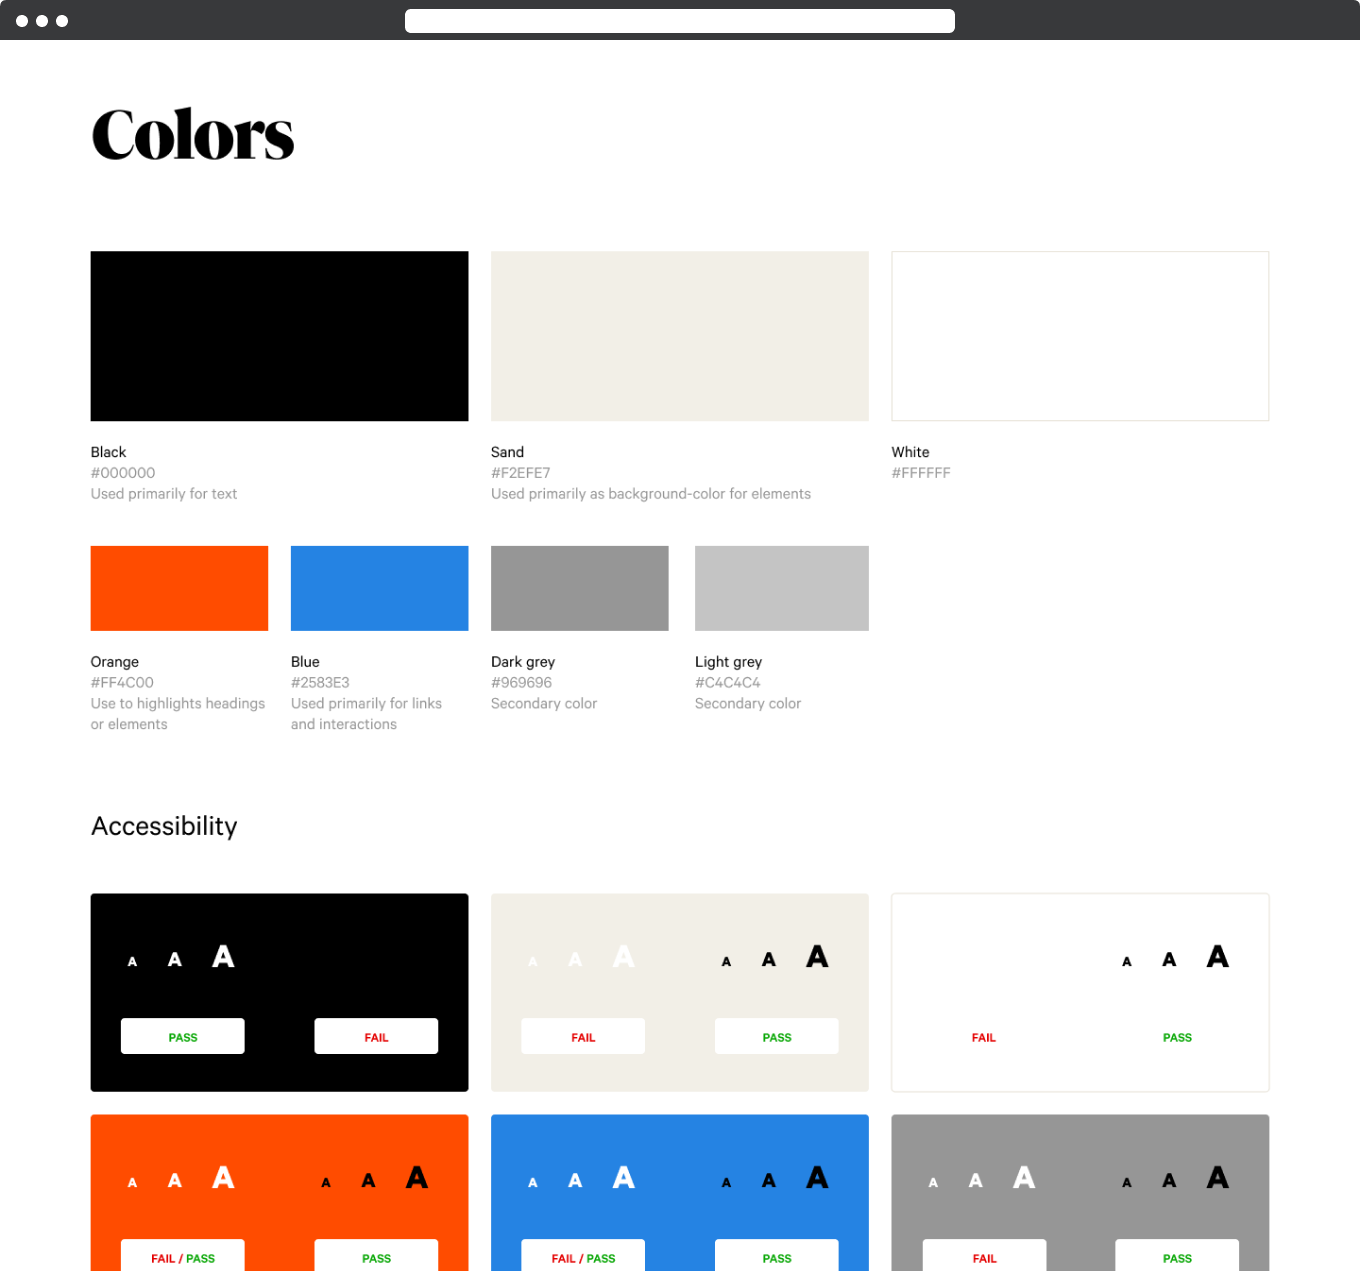 Colors
Black
#000000
Used primarily for text
Sand
#F2EFE7
Used primarily as background-color for elements
White
#FFFFFF
Orange
#FF4C00
Use to highlights headings
or elements
Blue
#2583E3
Used primarily for links
and interactions
Dark grey
#969696
Secondary color
Light grey
#C4C4C4
Secondary color
Accessibility
A A A
PASS
FAIL
A A A
A A A
FAIL
PASS
A A A
FAIL
PASS
A A A
A A A
FAIL / PASS
PASS
A A A
A A A
FAIL / PASS
PASS
A A A
A A A
FAIL
PASS